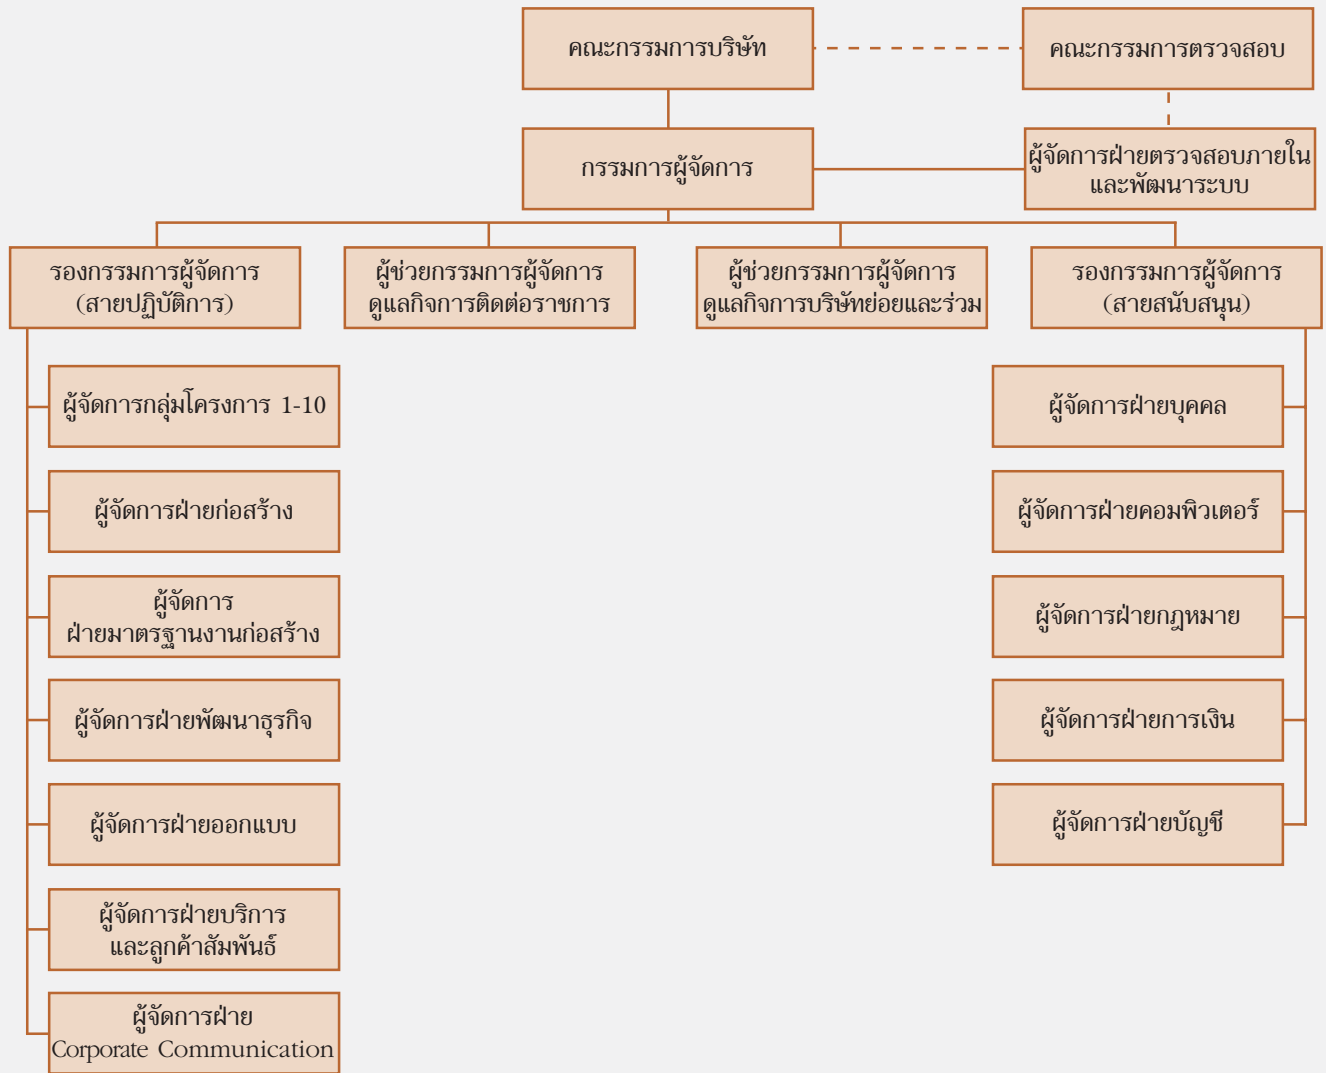 คณะกรรมการบริษัท
คณะกรรมการตรวจสอบ
กรรมการผู้จัดการ
ผู้จัดการฝ่ายตรวจสอบภายใน
และพัฒนาระบบ
รองกรรมการผู้จัดการ
(สายปฏิบัติการ)
ผู้ช่วยกรรมการผู้จัดการ
ดูแลกิจการติดต่อราชการ
ผู้ช่วยกรรมการผู้จัดการ
ดูแลกิจการบริษัทย่อยและร่วม
รองกรรมการผู้จัดการ
(สายสนับสนุน)
ผู้จัดการกลุ่มโครงการ 1-10
ผู้จัดการฝ่ายก่อสร้าง
ผู้จัดการ
ฝ่ายมาตรฐานงานก่อสร้าง
ผู้จัดการฝ่ายพัฒนาธุรกิจ
ผู้จัดการฝ่ายออกแบบ
ผู้จัดการฝ่ายบริการ
และลูกค้าสัมพันธ์
ผู้จัดการฝ่าย
Corporate Communication
ผู้จัดการฝ่ายบุคคล
ผู้จัดการฝ่ายคอมพิวเตอร์
ผู้จัดการฝ่ายกฎหมาย
ผู้จัดการฝ่ายการเงิน
ผู้จัดการฝ่ายบัญชี